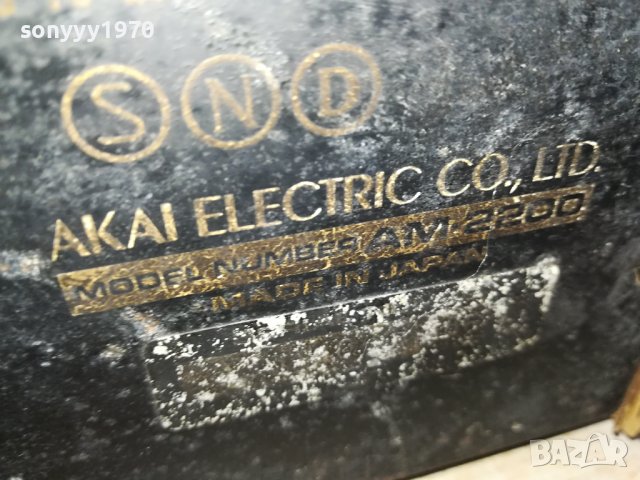 sonyyy1970
S N D
AKAI ELECTRIC CO., LTD.
MODEL NUMBER AM-2200
MADE IN JAPAN
BAZAR